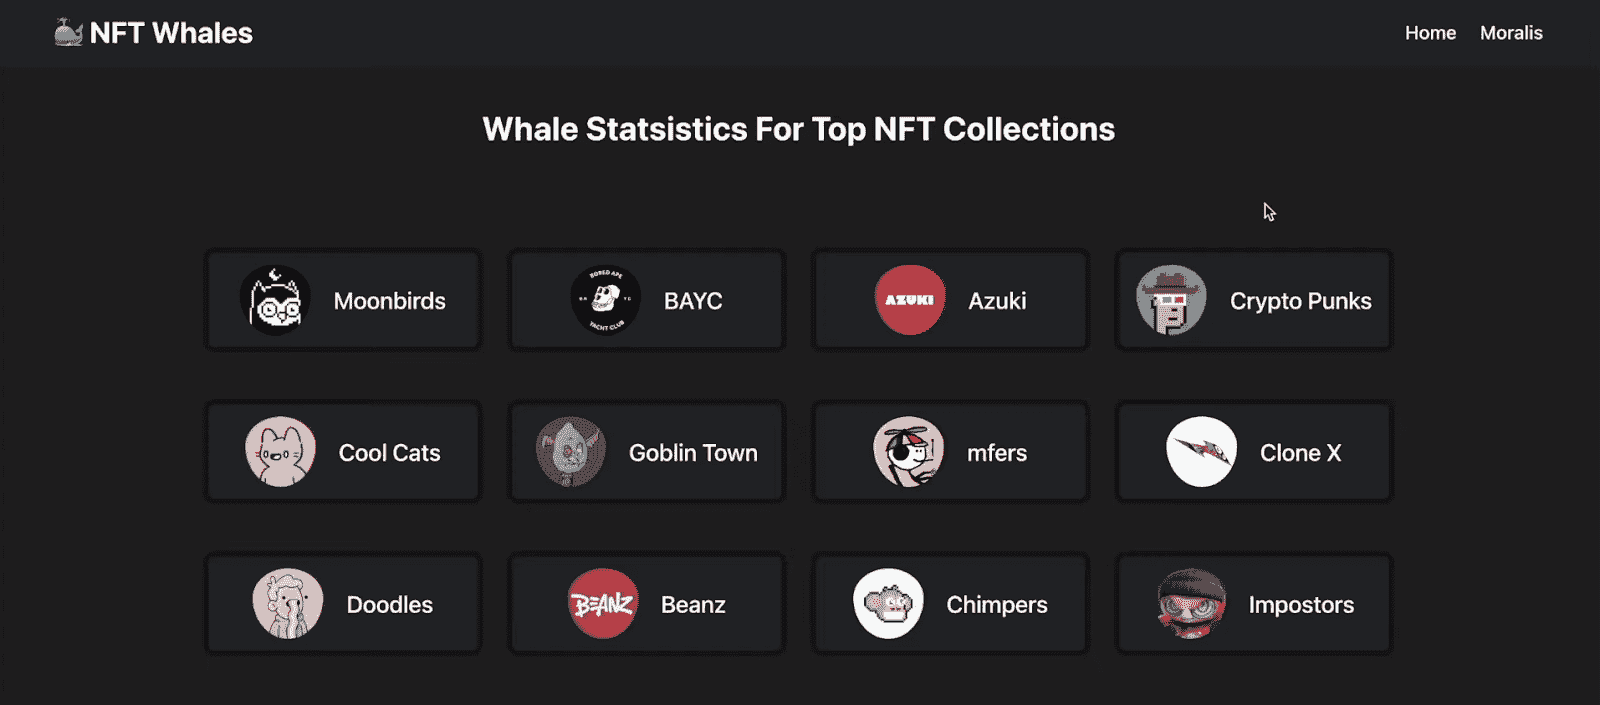 NFT Whales
Home
Moralis
Whale Statsistics For Top NFT Collections
Moonbirds
BORED APE
YACHT CLUB
BAYC
AZUKI
Azuki
Crypto Punks
Cool Cats
Goblin Town
mfers
Clone X
Doodles
BEANZ
Beanz
Chimpers
Impostors